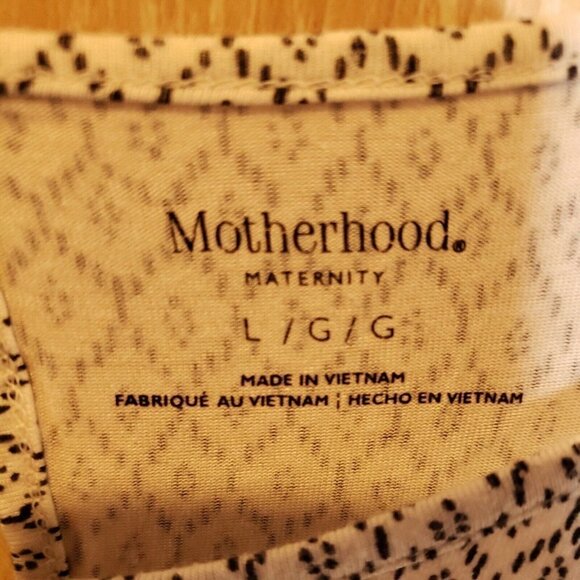 Motherhood®
MATERNITY
L / G / G
MADE IN VIETNAM
FABRIQUÉ AU VIETNAM ¦ HECHO EN VIETNAM